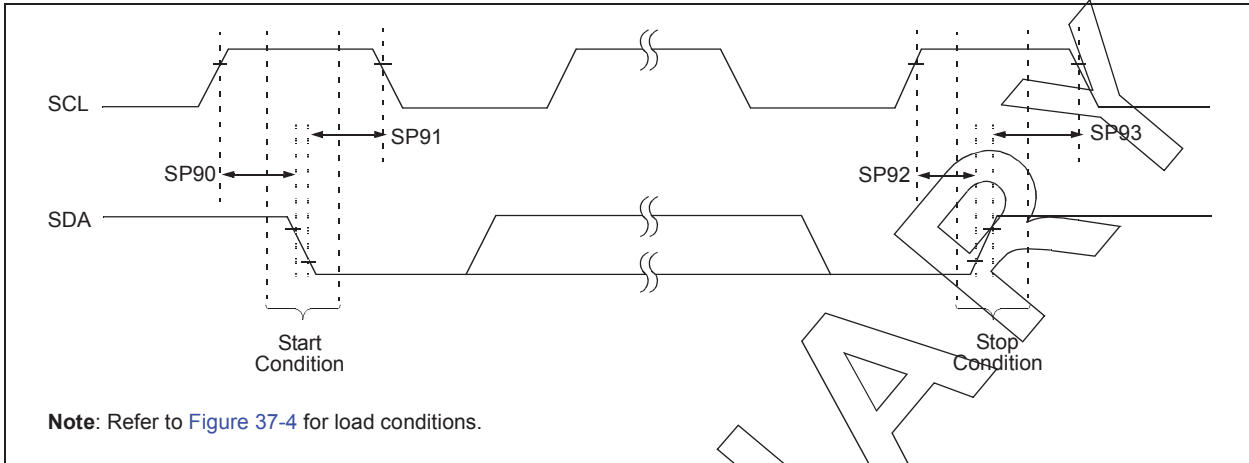 SCL
SP91
SP93
SP90
SP92
SDA
Start
Condition
Stop
Condition
Note: Refer to Figure 37-4 for load conditions.